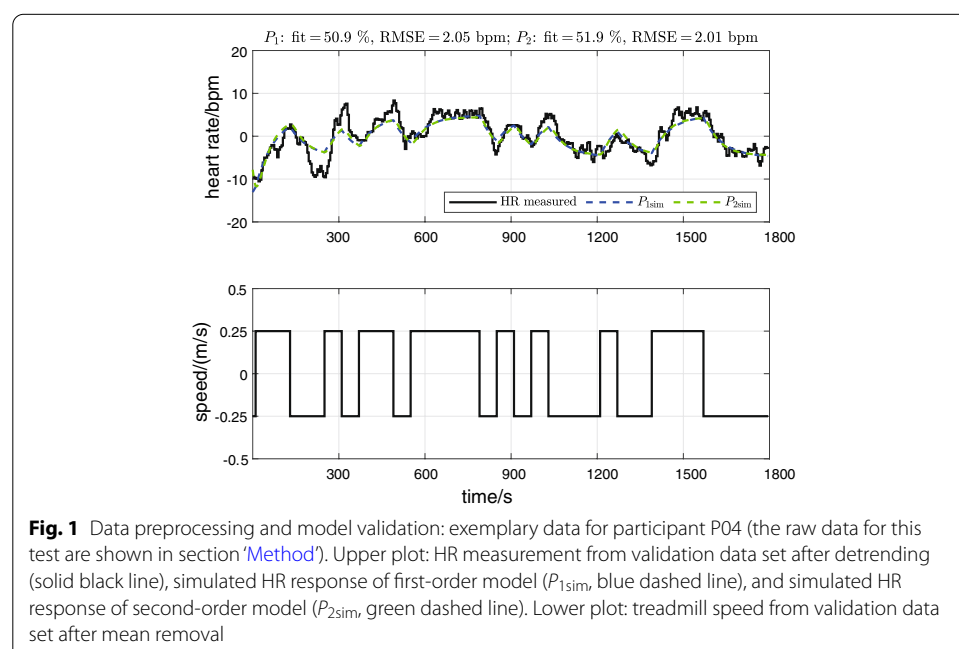 P₁: fit = 50.9 %, RMSE=2.05 bpm; P₂: fit = 51.9 %, RMSE=2.01 bpm
20
10
0
-10
-20
heart rate/bpm
HR measured P₁sim P₂sim
300 600 900 1200 1500 1800
0.5
0.25
0
-0.25
-0.5
speed/(m/s)
300 600 900 1200 1500 1800
time/s
Fig. 1 Data preprocessing and model validation: exemplary data for participant P04 (the raw data for this
test are shown in section ‘Method’). Upper plot: HR measurement from validation data set after detrending
(solid black line), simulated HR response of first-order model (P₁sim, blue dashed line), and simulated HR
response of second-order model (P₂sim, green dashed line). Lower plot: treadmill speed from validation data
set after mean removal